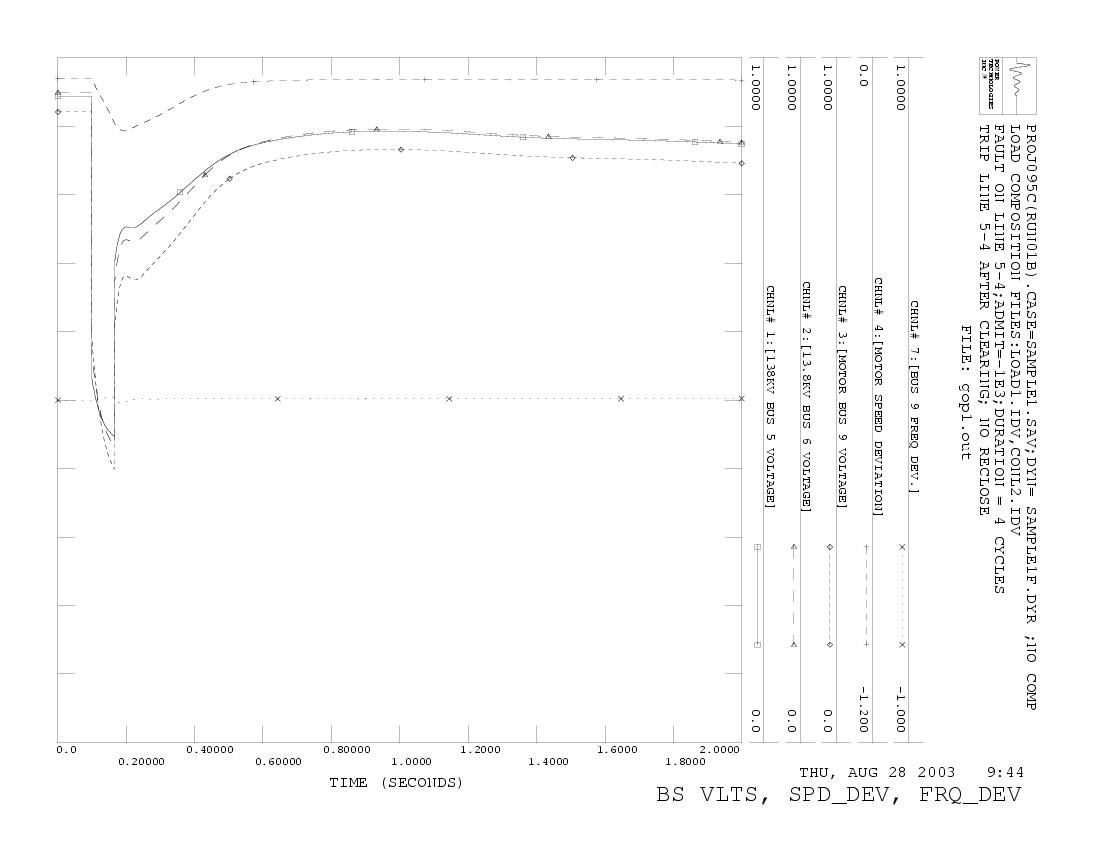 POWER
TECHNOLOGIES
INC.®
PROJ095C(RUN01B).CASE=SAMPLE1.SAV;DYN= SAMPLE1F.DYR ;NO COMP
LOAD COMPOSITION FILES:LOAD1.IDV,CONL2.IDV
FAULT ON LINE 5-4;ADMIT=-1E3;DURATION = 4 CYCLES
TRIP LINE 5-4 AFTER CLEARING; NO RECLOSE
FILE: gopl.out
CHNL# 7:[BUS 9 FREQ DEV.]
1.0000 -1.000
CHNL# 4:[MOTOR SPEED DEVIATION]
0.0 -1.200
CHNL# 3:[MOTOR BUS 9 VOLTAGE]
1.0000 0.0
CHNL# 2:[13.8KV BUS 6 VOLTAGE]
1.0000 0.0
CHNL# 1:[138KV BUS 5 VOLTAGE]
1.0000 0.0
0.0 0.40000 0.80000 1.2000 1.6000 2.0000
0.20000 0.60000 1.0000 1.4000 1.8000
TIME (SECONDS)
THU, AUG 28 2003 9:44
BS VLTS, SPD_DEV, FRQ_DEV